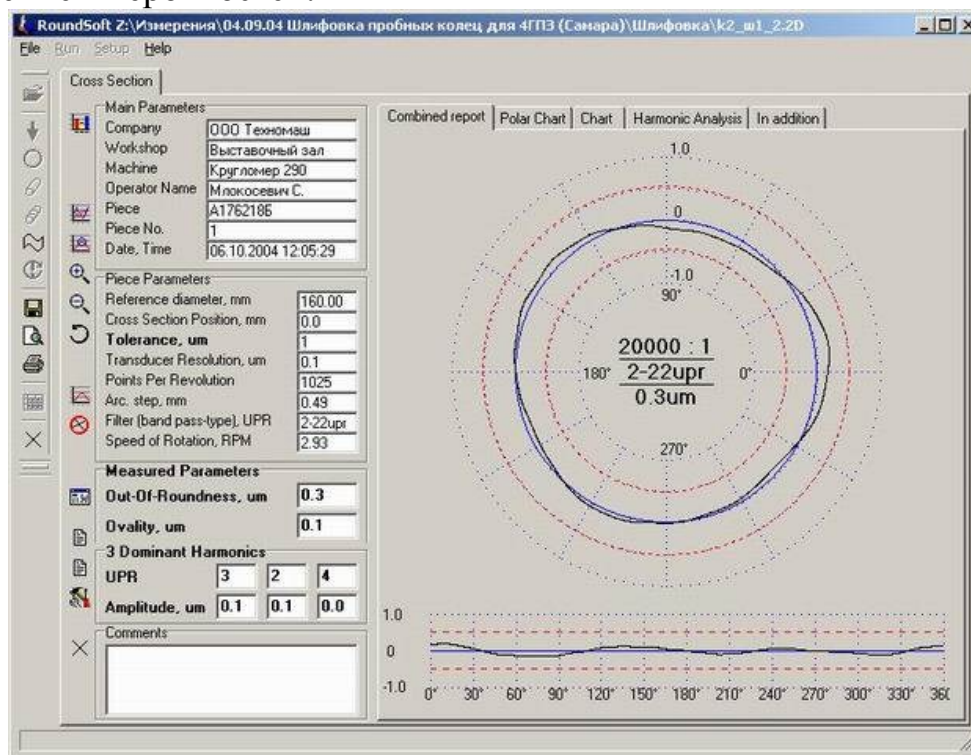 RoundSoft Z:\Измерения\04.09.04 Шлифовка пробных колец для 4ГПЗ (Самара)\Шлифовка\k2_ш1_2.2D
File Run Setup Help
Cross Section
Main Parameters
Company ООО Техномаш
Workshop Выставочный зал
Machine Кругломер 290
Operator Name Млокосевич С.
Piece А176218Б
Piece No. 1
Date, Time 06.10.2004 12:05:29
Piece Parameters
Reference diameter, mm 160.00
Cross Section Position, mm 0.0
Tolerance, um 1
Transducer Resolution, um 0.1
Points Per Revolution 1025
Arc. step, mm 0.49
Filter (band pass-type), UPR 2-22upr
Speed of Rotation, RPM 2.93
Measured Parameters
Out-Of-Roundness, um 0.3
Ovality, um 0.1
3 Dominant Harmonics
UPR 3 2 4
Amplitude, um 0.1 0.1 0.0
Comments
Combined report Polar Chart Chart Harmonic Analysis In addition
1.0
0
-1.0
90°
20000 : 1
180° 2-22upr 0°
0.3um
270°
1.0
0
-1.0
0° 30° 60° 90° 120° 150° 180° 210° 240° 270° 300° 330° 360